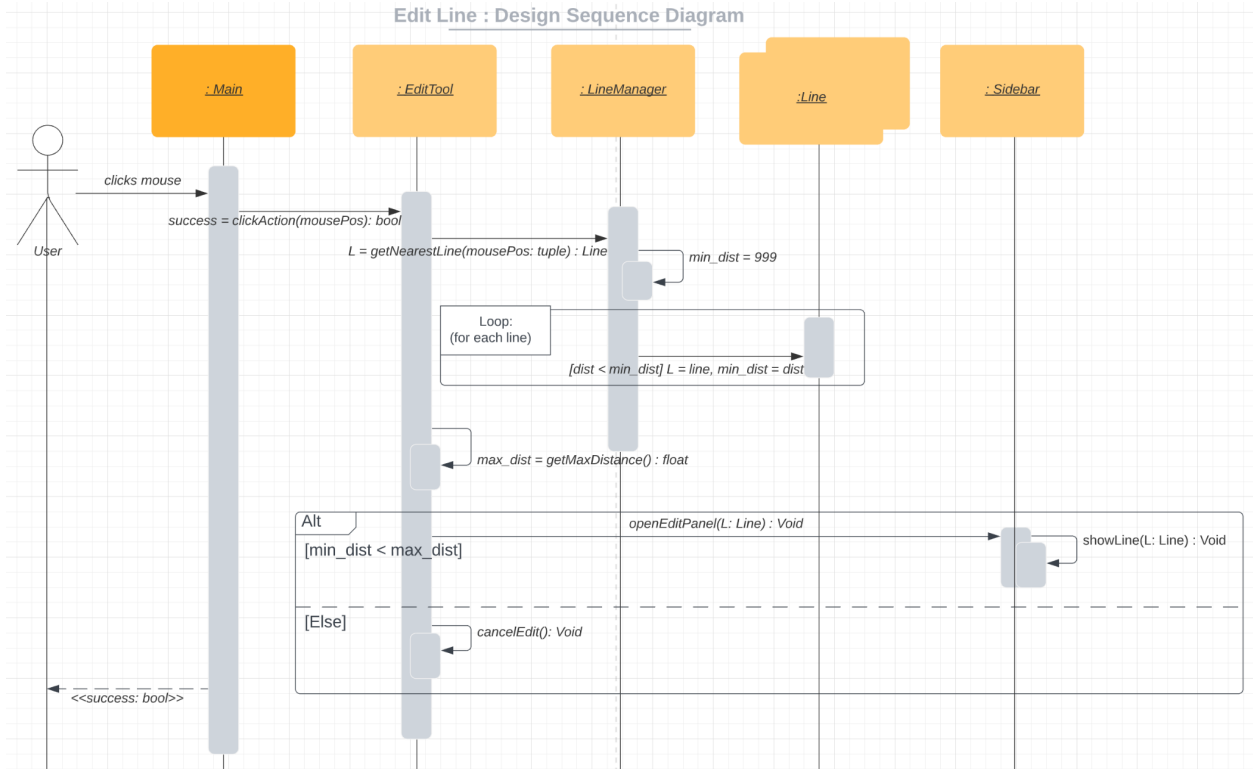 Edit Line : Design Sequence Diagram
: Main
: EditTool
: LineManager
:Line
: Sidebar
clicks mouse
User
success = clickAction(mousePos): bool
L = getNearestLine(mousePos: tuple) : Line
min_dist = 999
Loop:
(for each line)
[dist < min_dist] L = line, min_dist = dist
max_dist = getMaxDistance() : float
Alt
openEditPanel(L: Line) : Void
[min_dist < max_dist]
showLine(L: Line) : Void
[Else]
cancelEdit(): Void
<<success: bool>>